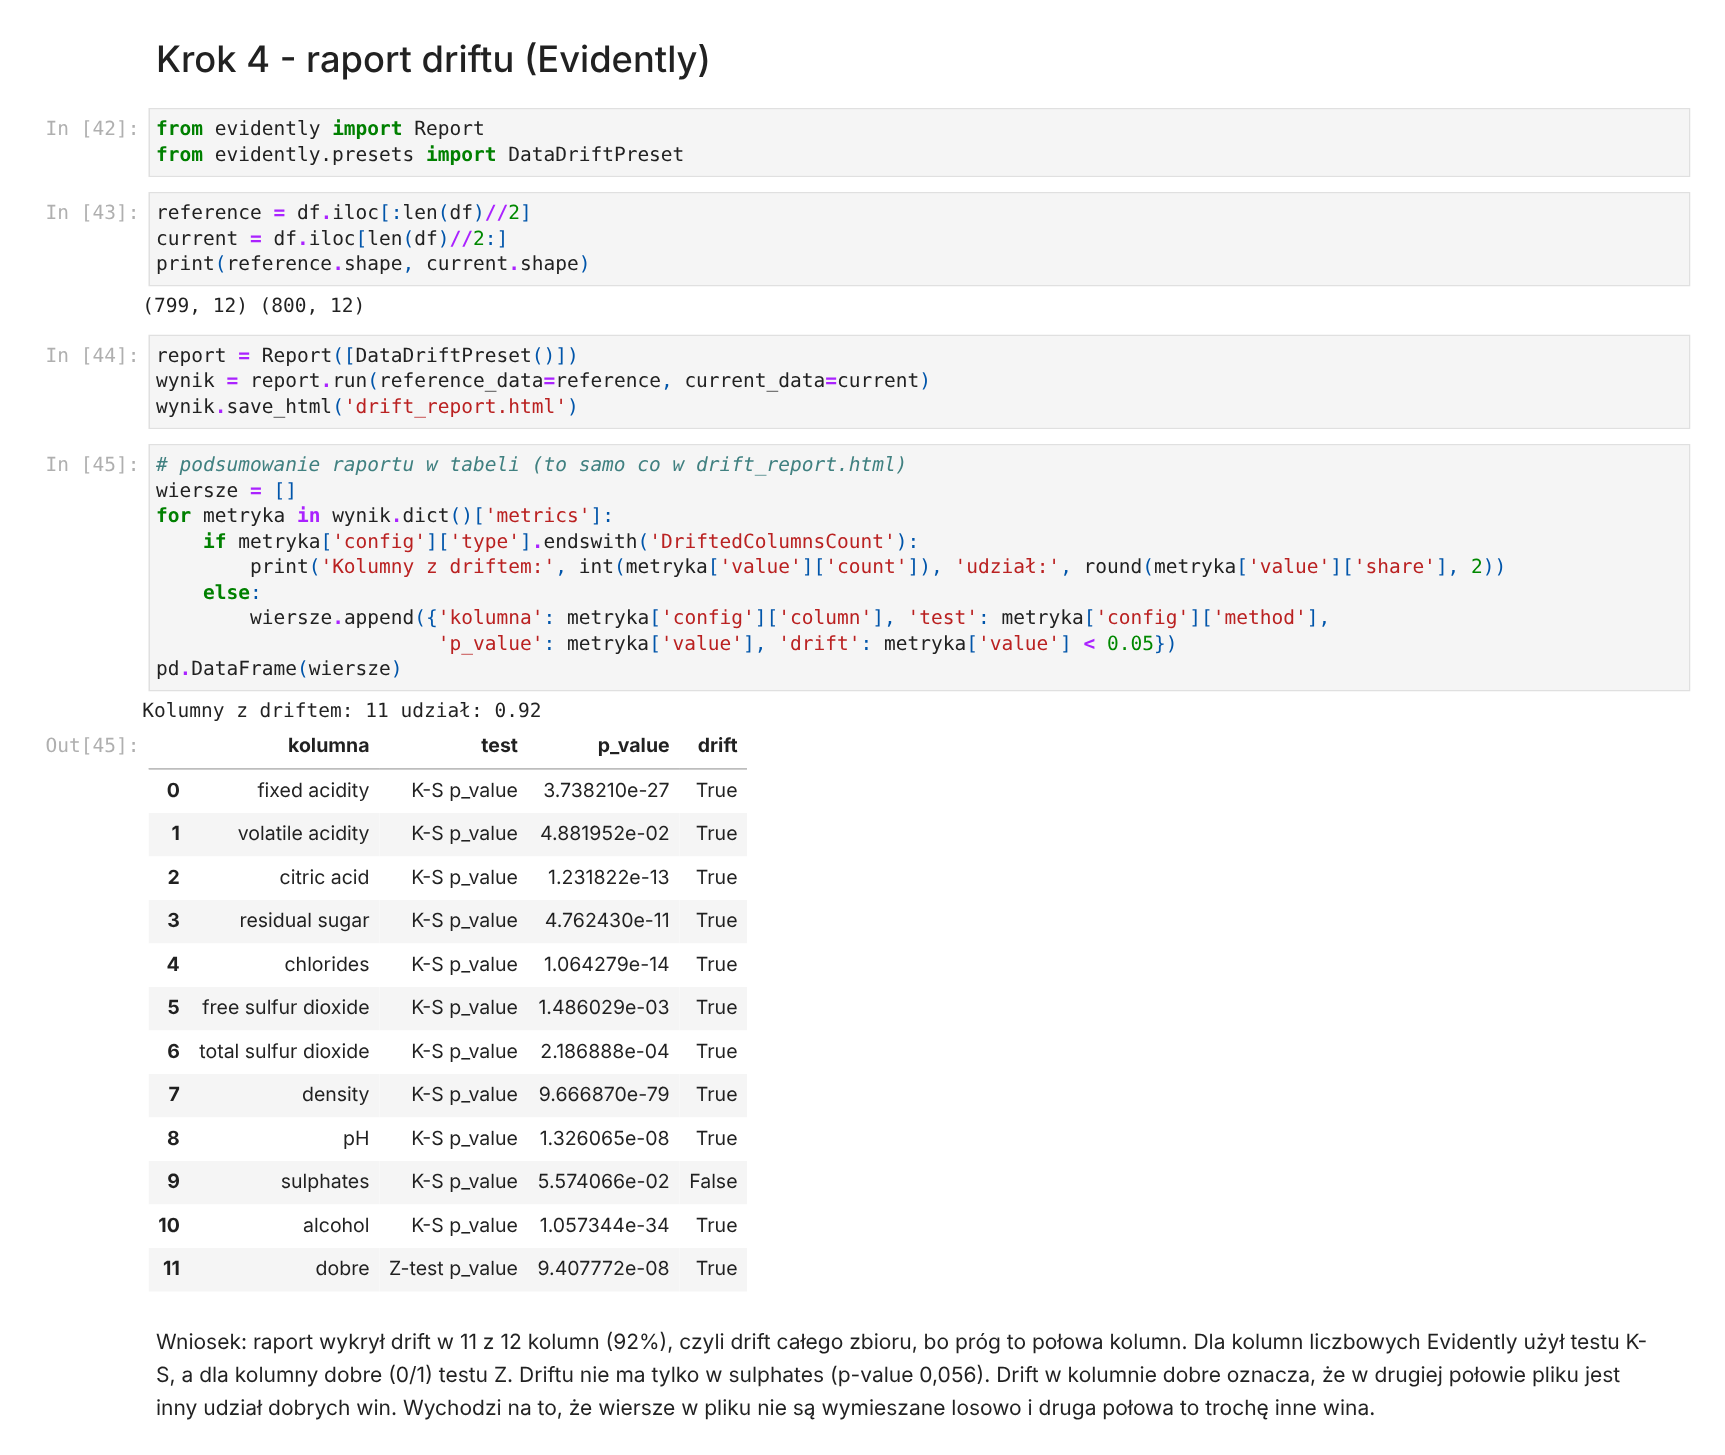 Krok 4 - raport driftu (Evidently)
In [42]:
from evidently import Report
from evidently.presets import DataDriftPreset
In [43]:
reference = df.iloc[:len(df)//2]
current = df.iloc[len(df)//2:]
print(reference.shape, current.shape)
(799, 12) (800, 12)
In [44]:
report = Report([DataDriftPreset()])
wynik = report.run(reference_data=reference, current_data=current)
wynik.save_html('drift_report.html')
In [45]:
# podsumowanie raportu w tabeli (to samo co w drift_report.html)
wiersze = []
for metryka in wynik.dict()['metrics']:
    if metryka['config']['type'].endswith('DriftedColumnsCount'):
        print('Kolumny z driftem:', int(metryka['value']['count']), 'udział:', round(metryka['value']['share'], 2))
    else:
        wiersze.append({'kolumna': metryka['config']['column'], 'test': metryka['config']['method'],
                        'p_value': metryka['value'], 'drift': metryka['value'] < 0.05})
pd.DataFrame(wiersze)
Kolumny z driftem: 11 udział: 0.92
Out[45]:
kolumna test p_value drift
0 fixed acidity K-S p_value 3.738210e-27 True
1 volatile acidity K-S p_value 4.881952e-02 True
2 citric acid K-S p_value 1.231822e-13 True
3 residual sugar K-S p_value 4.762430e-11 True
4 chlorides K-S p_value 1.064279e-14 True
5 free sulfur dioxide K-S p_value 1.486029e-03 True
6 total sulfur dioxide K-S p_value 2.186888e-04 True
7 density K-S p_value 9.666870e-79 True
8 pH K-S p_value 1.326065e-08 True
9 sulphates K-S p_value 5.574066e-02 False
10 alcohol K-S p_value 1.057344e-34 True
11 dobre Z-test p_value 9.407772e-08 True
Wniosek: raport wykrył drift w 11 z 12 kolumn (92%), czyli drift całego zbioru, bo próg to połowa kolumn. Dla kolumn liczbowych Evidently użył testu K-
S, a dla kolumny dobre (0/1) testu Z. Driftu nie ma tylko w sulphates (p-value 0,056). Drift w kolumnie dobre oznacza, że w drugiej połowie pliku jest
inny udział dobrych win. Wychodzi na to, że wiersze w pliku nie są wymieszane losowo i druga połowa to trochę inne wina.